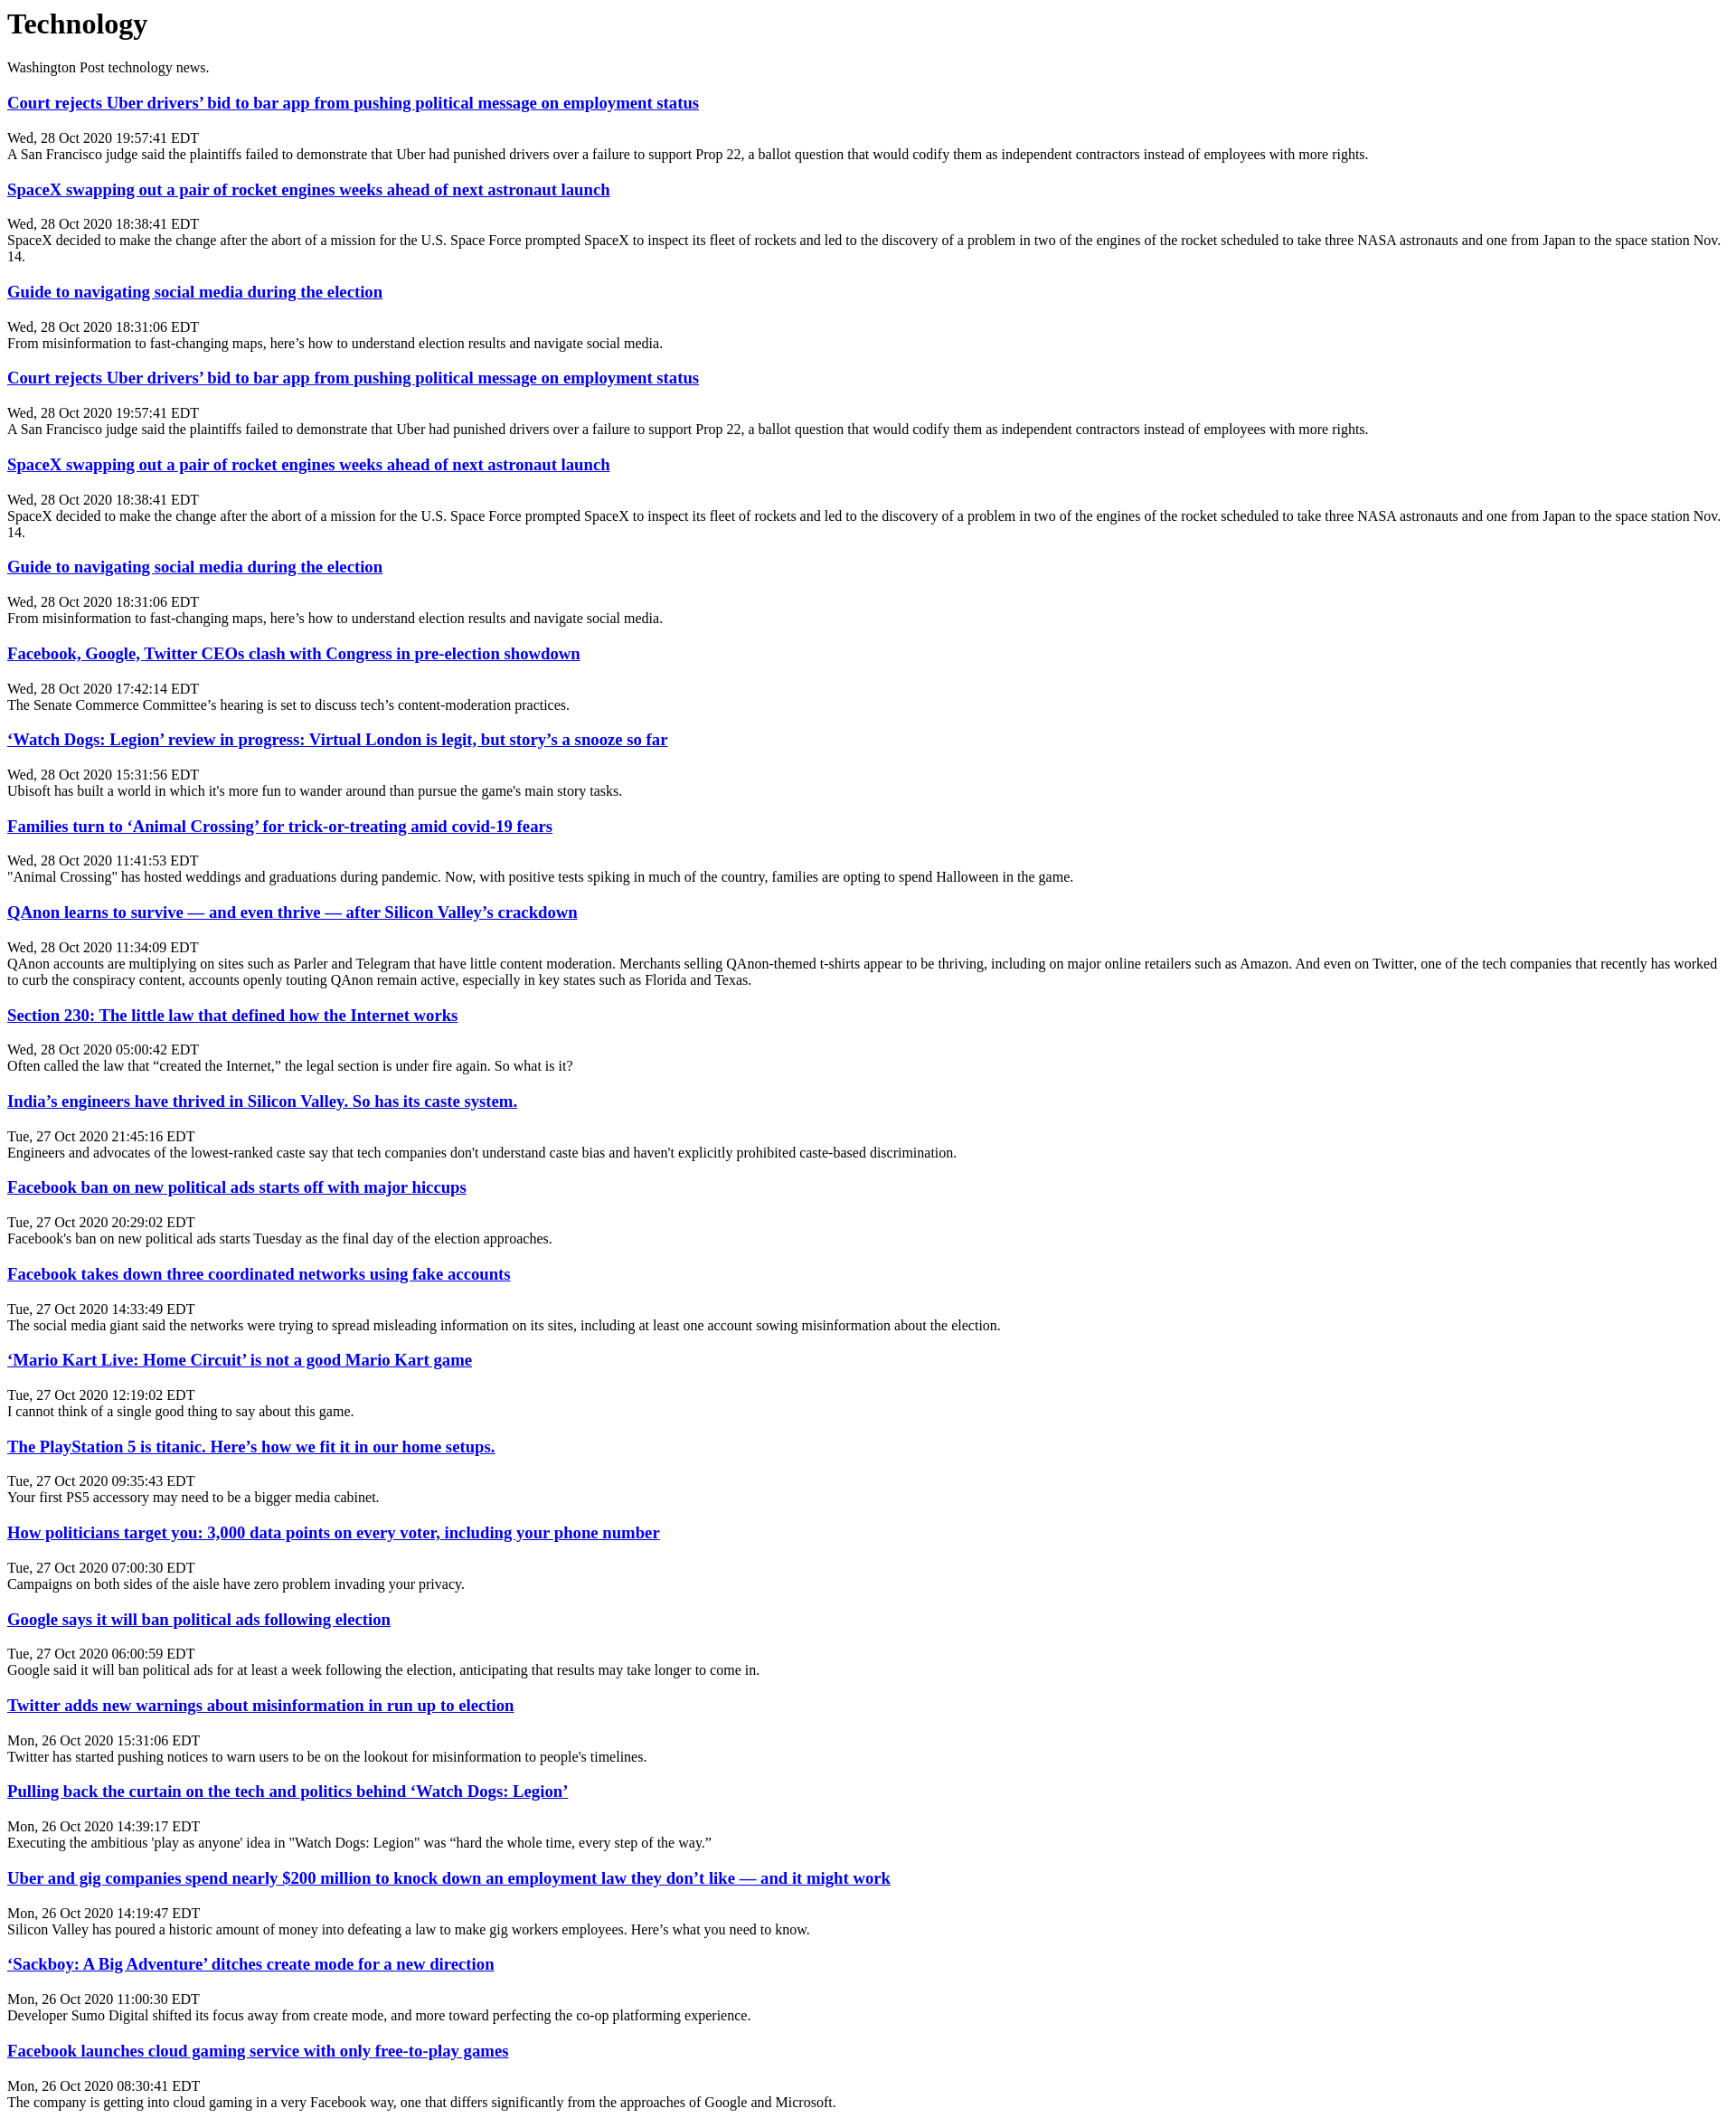 Technology
Washington Post technology news.
Court rejects Uber drivers’ bid to bar app from pushing political message on employment status
Wed, 28 Oct 2020 19:57:41 EDT
A San Francisco judge said the plaintiffs failed to demonstrate that Uber had punished drivers over a failure to support Prop 22, a ballot question that would codify them as independent contractors instead of employees with more rights.
SpaceX swapping out a pair of rocket engines weeks ahead of next astronaut launch
Wed, 28 Oct 2020 18:38:41 EDT
SpaceX decided to make the change after the abort of a mission for the U.S. Space Force prompted SpaceX to inspect its fleet of rockets and led to the discovery of a problem in two of the engines of the rocket scheduled to take three NASA astronauts and one from Japan to the space station Nov.
14.
Guide to navigating social media during the election
Wed, 28 Oct 2020 18:31:06 EDT
From misinformation to fast-changing maps, here’s how to understand election results and navigate social media.
Court rejects Uber drivers’ bid to bar app from pushing political message on employment status
Wed, 28 Oct 2020 19:57:41 EDT
A San Francisco judge said the plaintiffs failed to demonstrate that Uber had punished drivers over a failure to support Prop 22, a ballot question that would codify them as independent contractors instead of employees with more rights.
SpaceX swapping out a pair of rocket engines weeks ahead of next astronaut launch
Wed, 28 Oct 2020 18:38:41 EDT
SpaceX decided to make the change after the abort of a mission for the U.S. Space Force prompted SpaceX to inspect its fleet of rockets and led to the discovery of a problem in two of the engines of the rocket scheduled to take three NASA astronauts and one from Japan to the space station Nov.
14.
Guide to navigating social media during the election
Wed, 28 Oct 2020 18:31:06 EDT
From misinformation to fast-changing maps, here’s how to understand election results and navigate social media.
Facebook, Google, Twitter CEOs clash with Congress in pre-election showdown
Wed, 28 Oct 2020 17:42:14 EDT
The Senate Commerce Committee’s hearing is set to discuss tech’s content-moderation practices.
‘Watch Dogs: Legion’ review in progress: Virtual London is legit, but story’s a snooze so far
Wed, 28 Oct 2020 15:31:56 EDT
Ubisoft has built a world in which it's more fun to wander around than pursue the game's main story tasks.
Families turn to ‘Animal Crossing’ for trick-or-treating amid covid-19 fears
Wed, 28 Oct 2020 11:41:53 EDT
"Animal Crossing" has hosted weddings and graduations during pandemic. Now, with positive tests spiking in much of the country, families are opting to spend Halloween in the game.
QAnon learns to survive — and even thrive — after Silicon Valley’s crackdown
Wed, 28 Oct 2020 11:34:09 EDT
QAnon accounts are multiplying on sites such as Parler and Telegram that have little content moderation. Merchants selling QAnon-themed t-shirts appear to be thriving, including on major online retailers such as Amazon. And even on Twitter, one of the tech companies that recently has worked
to curb the conspiracy content, accounts openly touting QAnon remain active, especially in key states such as Florida and Texas.
Section 230: The little law that defined how the Internet works
Wed, 28 Oct 2020 05:00:42 EDT
Often called the law that “created the Internet,” the legal section is under fire again. So what is it?
India’s engineers have thrived in Silicon Valley. So has its caste system.
Tue, 27 Oct 2020 21:45:16 EDT
Engineers and advocates of the lowest-ranked caste say that tech companies don't understand caste bias and haven't explicitly prohibited caste-based discrimination.
Facebook ban on new political ads starts off with major hiccups
Tue, 27 Oct 2020 20:29:02 EDT
Facebook's ban on new political ads starts Tuesday as the final day of the election approaches.
Facebook takes down three coordinated networks using fake accounts
Tue, 27 Oct 2020 14:33:49 EDT
The social media giant said the networks were trying to spread misleading information on its sites, including at least one account sowing misinformation about the election.
‘Mario Kart Live: Home Circuit’ is not a good Mario Kart game
Tue, 27 Oct 2020 12:19:02 EDT
I cannot think of a single good thing to say about this game.
The PlayStation 5 is titanic. Here’s how we fit it in our home setups.
Tue, 27 Oct 2020 09:35:43 EDT
Your first PS5 accessory may need to be a bigger media cabinet.
How politicians target you: 3,000 data points on every voter, including your phone number
Tue, 27 Oct 2020 07:00:30 EDT
Campaigns on both sides of the aisle have zero problem invading your privacy.
Google says it will ban political ads following election
Tue, 27 Oct 2020 06:00:59 EDT
Google said it will ban political ads for at least a week following the election, anticipating that results may take longer to come in.
Twitter adds new warnings about misinformation in run up to election
Mon, 26 Oct 2020 15:31:06 EDT
Twitter has started pushing notices to warn users to be on the lookout for misinformation to people's timelines.
Pulling back the curtain on the tech and politics behind ‘Watch Dogs: Legion’
Mon, 26 Oct 2020 14:39:17 EDT
Executing the ambitious 'play as anyone' idea in "Watch Dogs: Legion" was “hard the whole time, every step of the way.”
Uber and gig companies spend nearly $200 million to knock down an employment law they don’t like — and it might work
Mon, 26 Oct 2020 14:19:47 EDT
Silicon Valley has poured a historic amount of money into defeating a law to make gig workers employees. Here’s what you need to know.
‘Sackboy: A Big Adventure’ ditches create mode for a new direction
Mon, 26 Oct 2020 11:00:30 EDT
Developer Sumo Digital shifted its focus away from create mode, and more toward perfecting the co-op platforming experience.
Facebook launches cloud gaming service with only free-to-play games
Mon, 26 Oct 2020 08:30:41 EDT
The company is getting into cloud gaming in a very Facebook way, one that differs significantly from the approaches of Google and Microsoft.